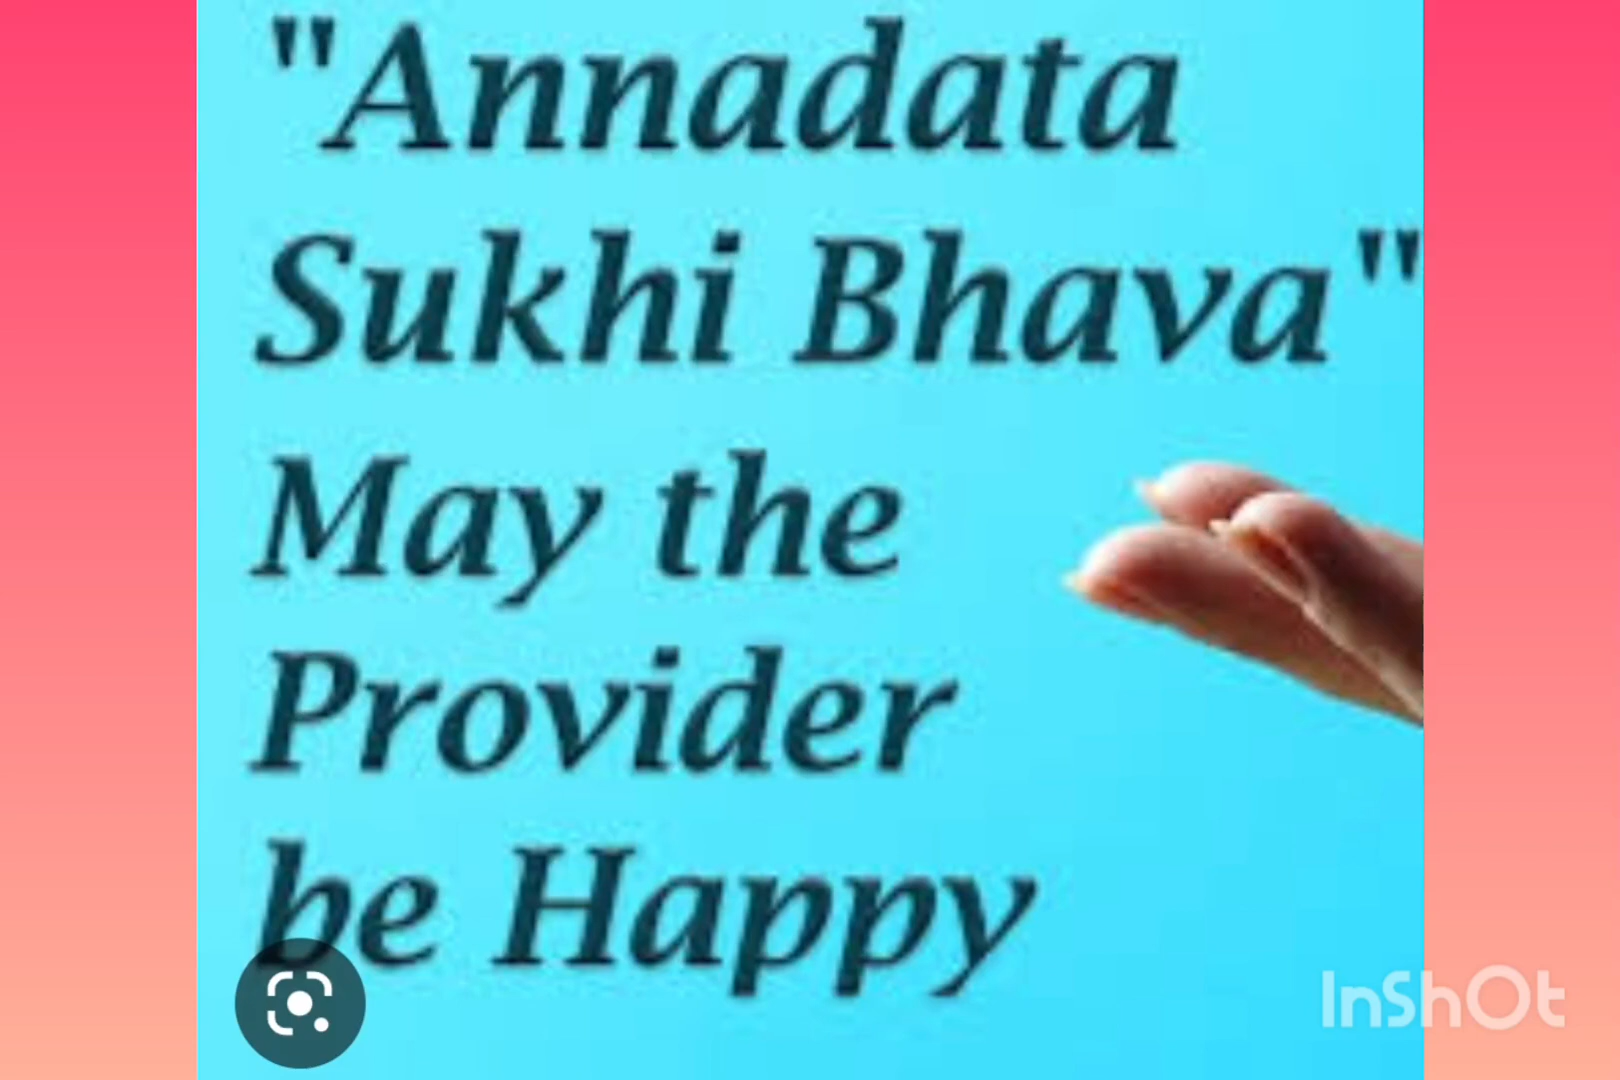 "Annadata
Sukhi Bhava"
May the
Provider
be Happy
InShOt